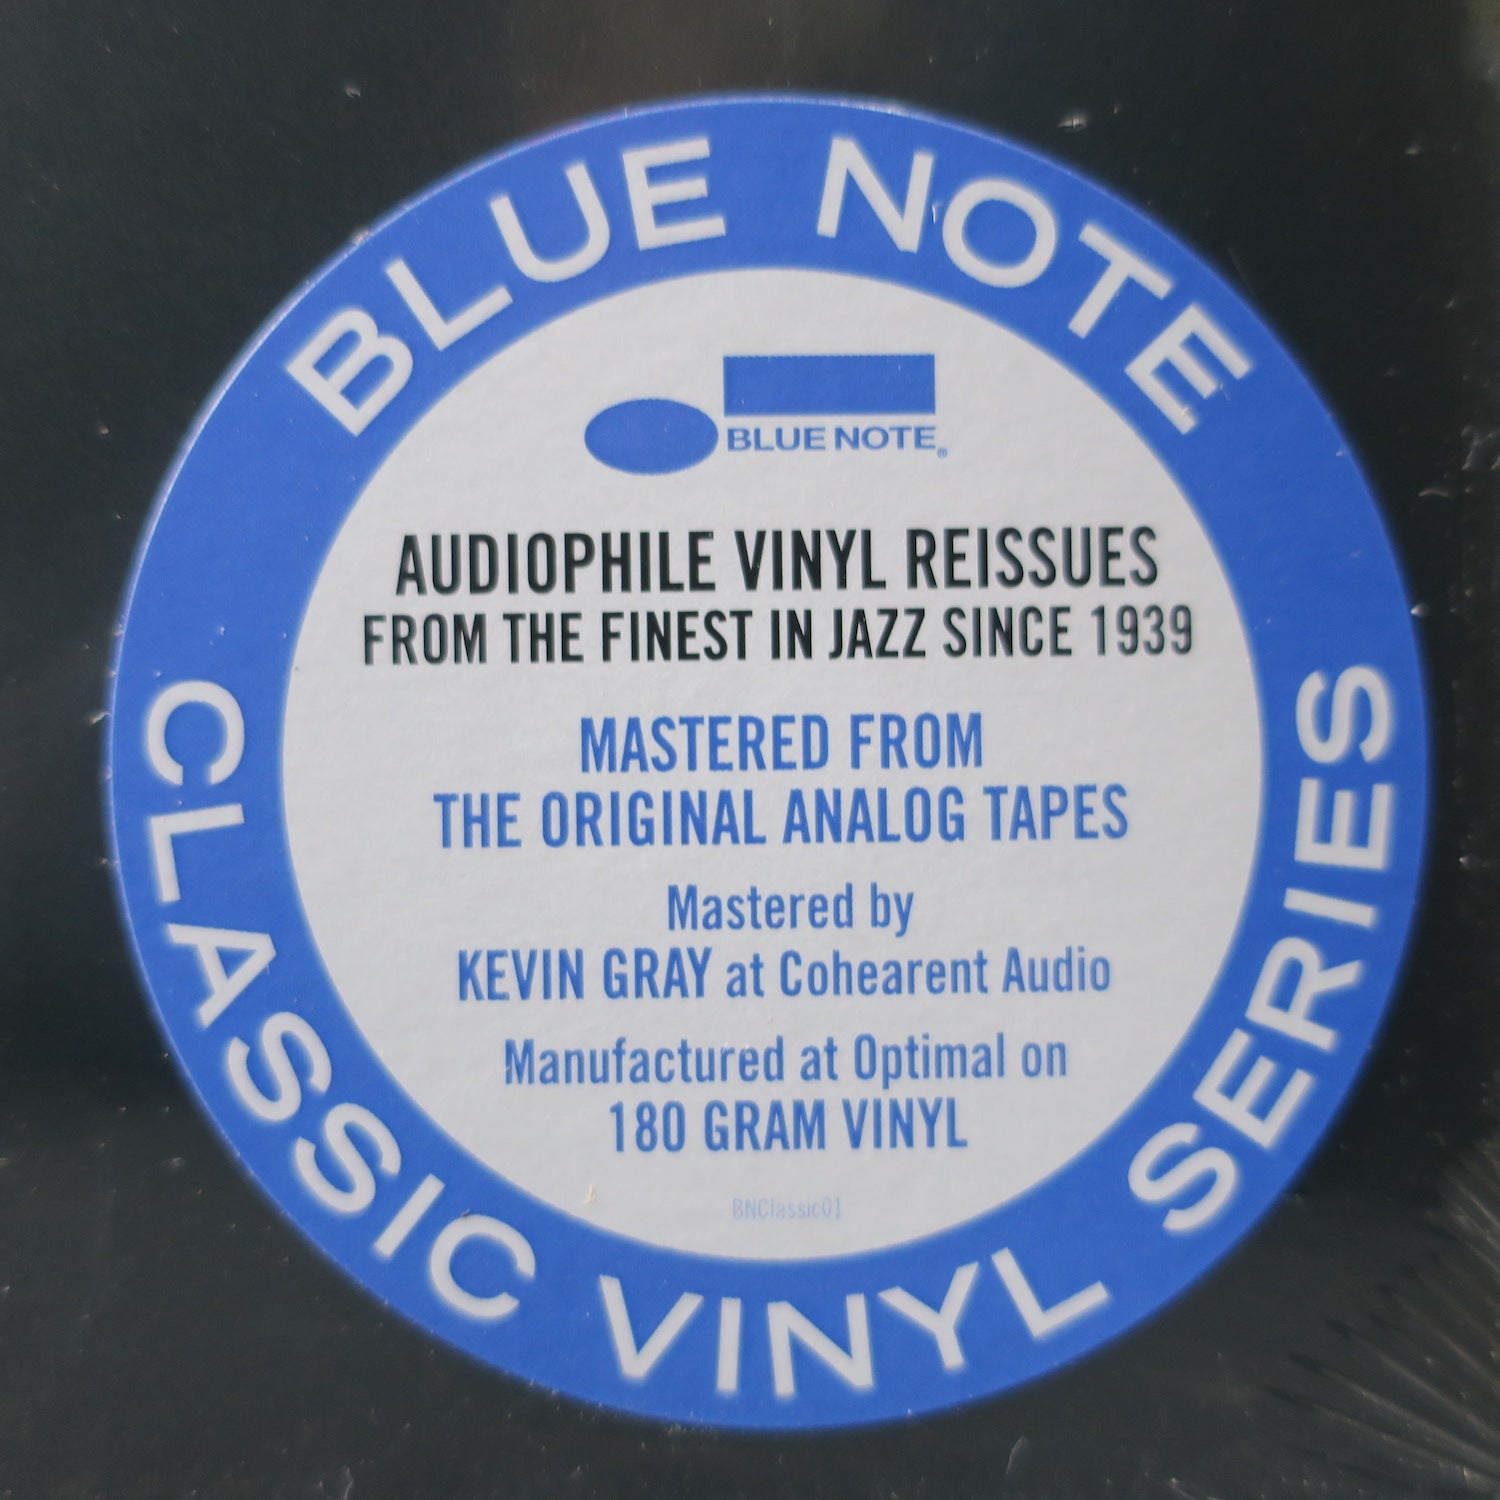 BLUE NOTE
BLUE NOTE®
AUDIOPHILE VINYL REISSUES
FROM THE FINEST IN JAZZ SINCE 1939
MASTERED FROM
THE ORIGINAL ANALOG TAPES
Mastered by
KEVIN GRAY at Cohearent Audio
Manufactured at Optimal on
180 GRAM VINYL
BNClassic01
CLASSIC VINYL SERIES